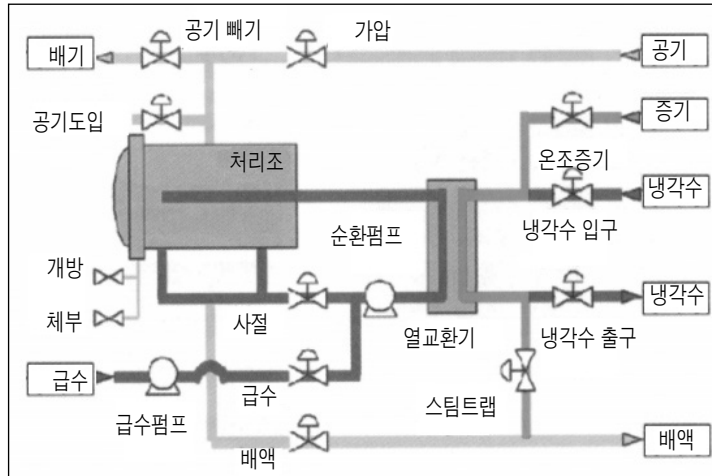 공기 빼기
가압
배기
공기
공기도입
증기
처리조
온조증기
냉각수
순환펌프
냉각수 입구
개방
체부
사절
열교환기
냉각수 출구
냉각수
급수
급수
급수펌프
스팀트랩
배액
배액